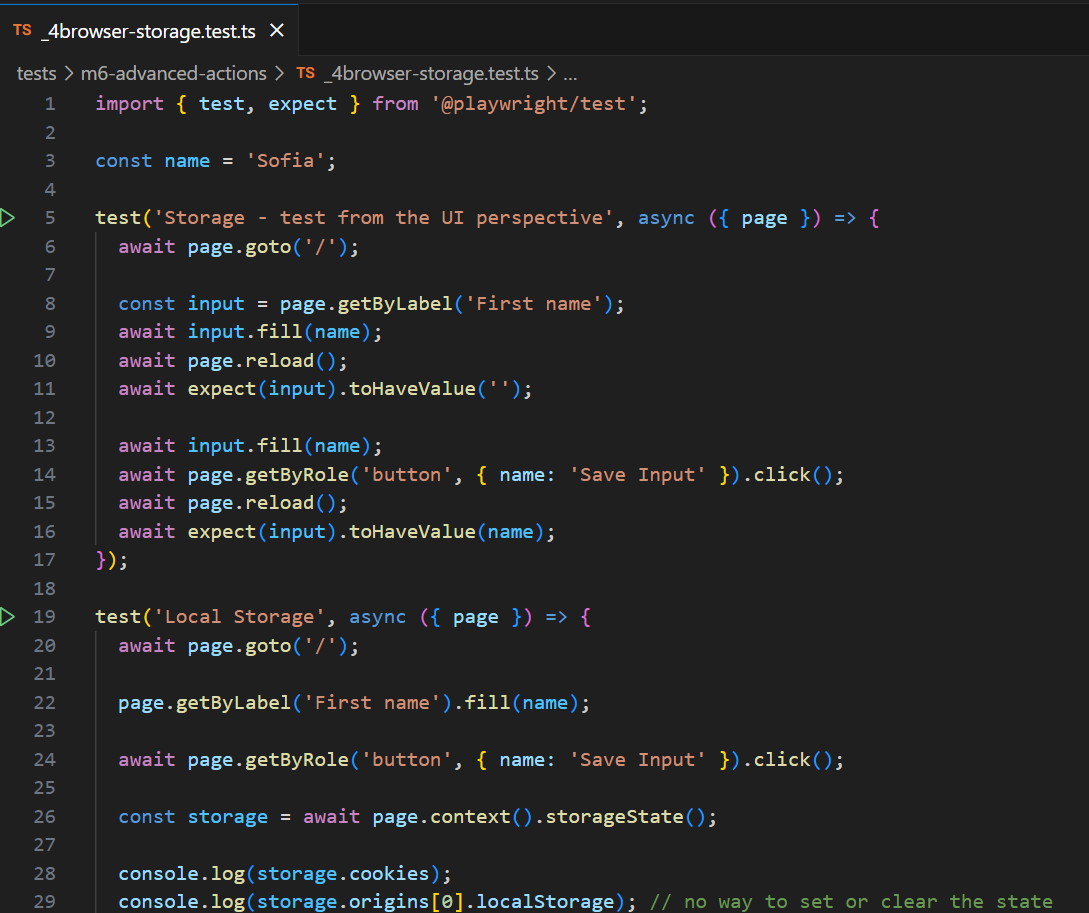 TS _4browser-storage.test.ts ×
tests > m6-advanced-actions > TS _4browser-storage.test.ts > ...
1 import { test, expect } from '@playwright/test';
2
3 const name = 'Sofia';
4
5 test('Storage - test from the UI perspective', async ({ page }) => {
6   await page.goto('/');
7
8   const input = page.getByLabel('First name');
9   await input.fill(name);
10   await page.reload();
11   await expect(input).toHaveValue('');
12
13   await input.fill(name);
14   await page.getByRole('button', { name: 'Save Input' }).click();
15   await page.reload();
16   await expect(input).toHaveValue(name);
17 });
18
19 test('Local Storage', async ({ page }) => {
20   await page.goto('/');
21
22   page.getByLabel('First name').fill(name);
23
24   await page.getByRole('button', { name: 'Save Input' }).click();
25
26   const storage = await page.context().storageState();
27
28   console.log(storage.cookies);
29   console.log(storage.origins[0].localStorage); // no way to set or clear the state